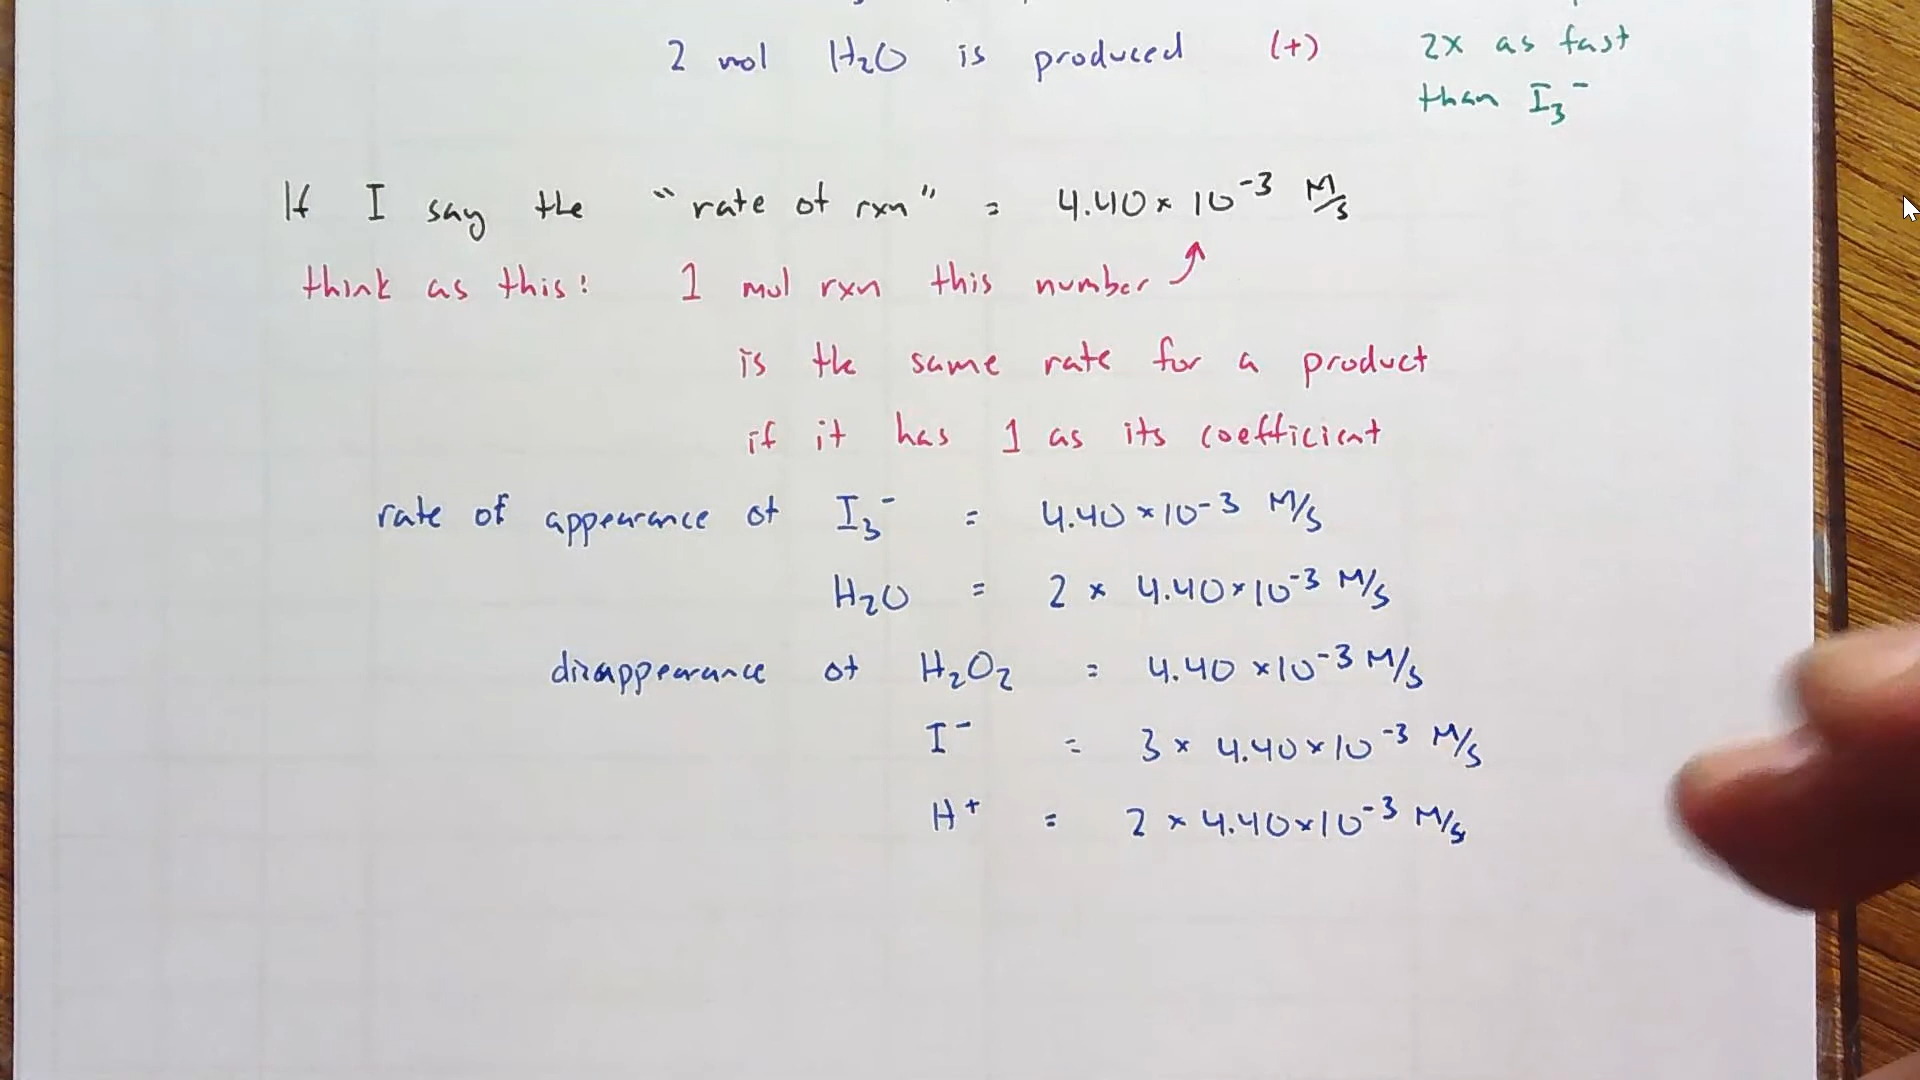 2 mol H₂O is produced (+) 2x as fast
than I₃⁻
If I say the "rate of rxn" = 4.40 × 10⁻³ M/s
think as this: 1 mol rxn this number
is the same rate for a product
if it has 1 as its coefficient
rate of appearance of I₃⁻ = 4.40 × 10⁻³ M/s
H₂O = 2 × 4.40 × 10⁻³ M/s
disappearance of H₂O₂ = 4.40 × 10⁻³ M/s
I⁻ = 3 × 4.40 × 10⁻³ M/s
H⁺ = 2 × 4.40 × 10⁻³ M/s